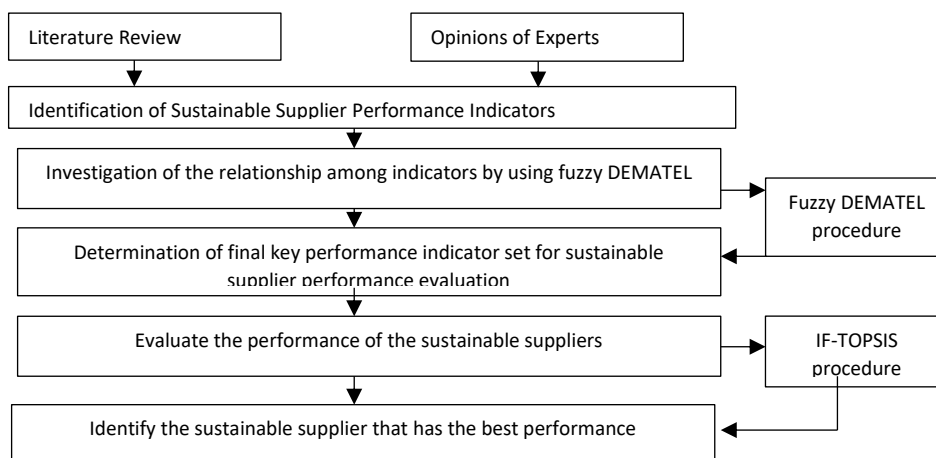 Literature Review
Opinions of Experts
Identification of Sustainable Supplier Performance Indicators
Investigation of the relationship among indicators by using fuzzy DEMATEL
Fuzzy DEMATEL
procedure
Determination of final key performance indicator set for sustainable
supplier performance evaluation
Evaluate the performance of the sustainable suppliers
IF-TOPSIS
procedure
Identify the sustainable supplier that has the best performance